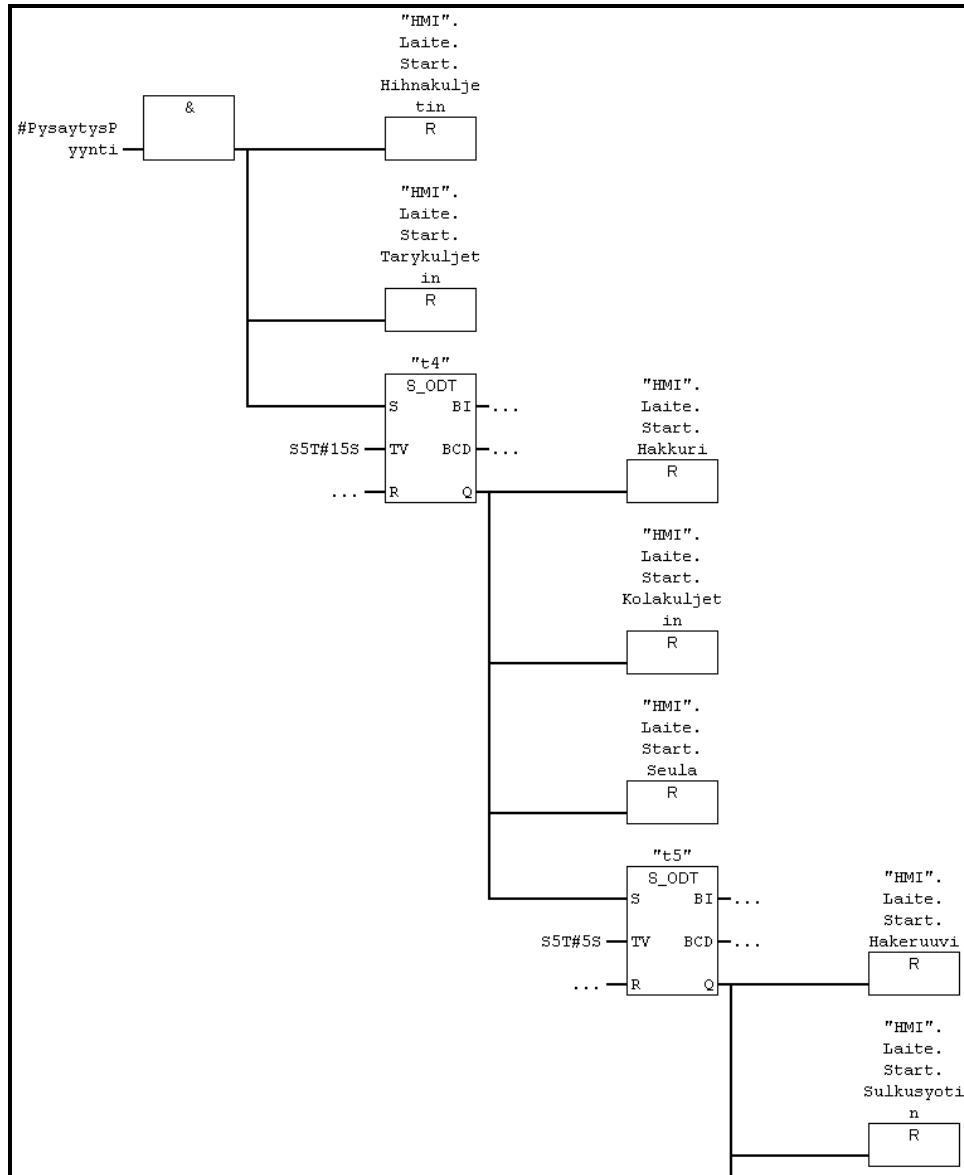 "HMI".
Laite.
Start.
Hihnakulje
tin
&
#PysaytysP
yynti
R
"HMI".
Laite.
Start.
Tarykuljet
in
R
"t4"
S_ODT
S BI ...
S5T#15S TV BCD ...
... R Q
"HMI".
Laite.
Start.
Hakkuri
R
"HMI".
Laite.
Start.
Kolakuljet
in
R
"HMI".
Laite.
Start.
Seula
R
"t5"
S_ODT
S BI ...
S5T#5S TV BCD ...
... R Q
"HMI".
Laite.
Start.
Hakeruuvi
R
"HMI".
Laite.
Start.
Sulkusyoti
n
R